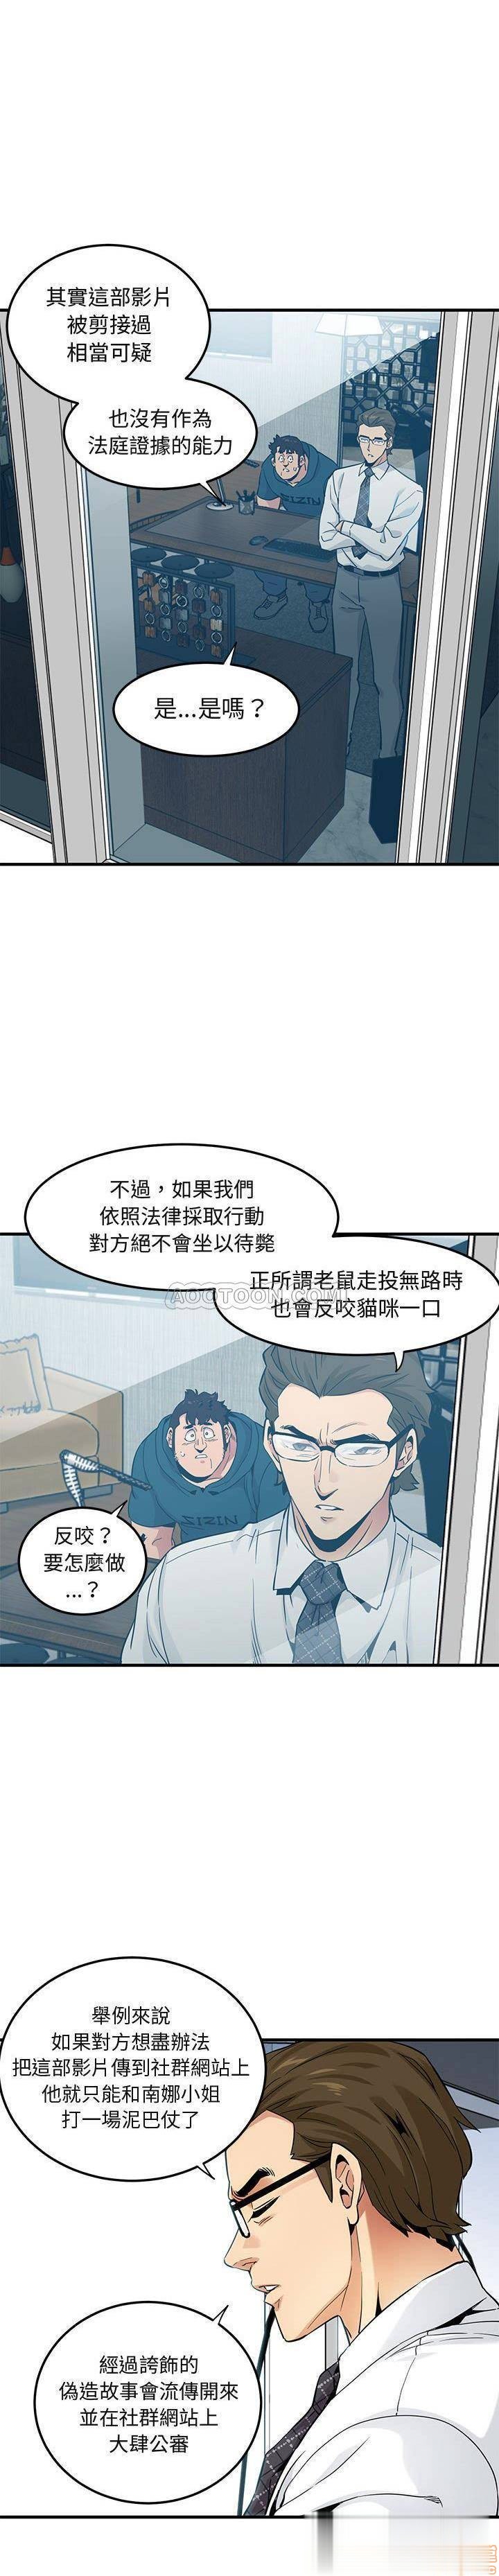 其實這部影片
被剪接過
相當可疑
也沒有作為
法庭證據的能力
SIZIN
是...是嗎？
不過，如果我們
依照法律採取行動
對方絕不會坐以待斃
正所謂老鼠走投無路時
也會反咬貓咪一口
AOOTOON.COM
SIZIN
反咬？
要怎麼做
...？
舉例來說
如果對方想盡辦法
把這部影片傳到社群網站上
他就只能和南娜小姐
打一場泥巴仗了
經過誇飾的
偽造故事會流傳開來
並在社群網站上
大肆公審